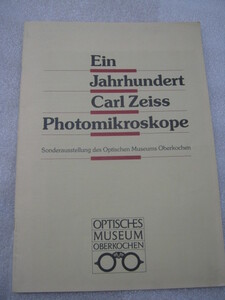 Ein
Jahrhundert
Carl Zeiss
Photomikroskope
Sonderausstellung des Optischen Museums Oberkochen
OPTISCHES
MUSEUM
OBERKOCHEN